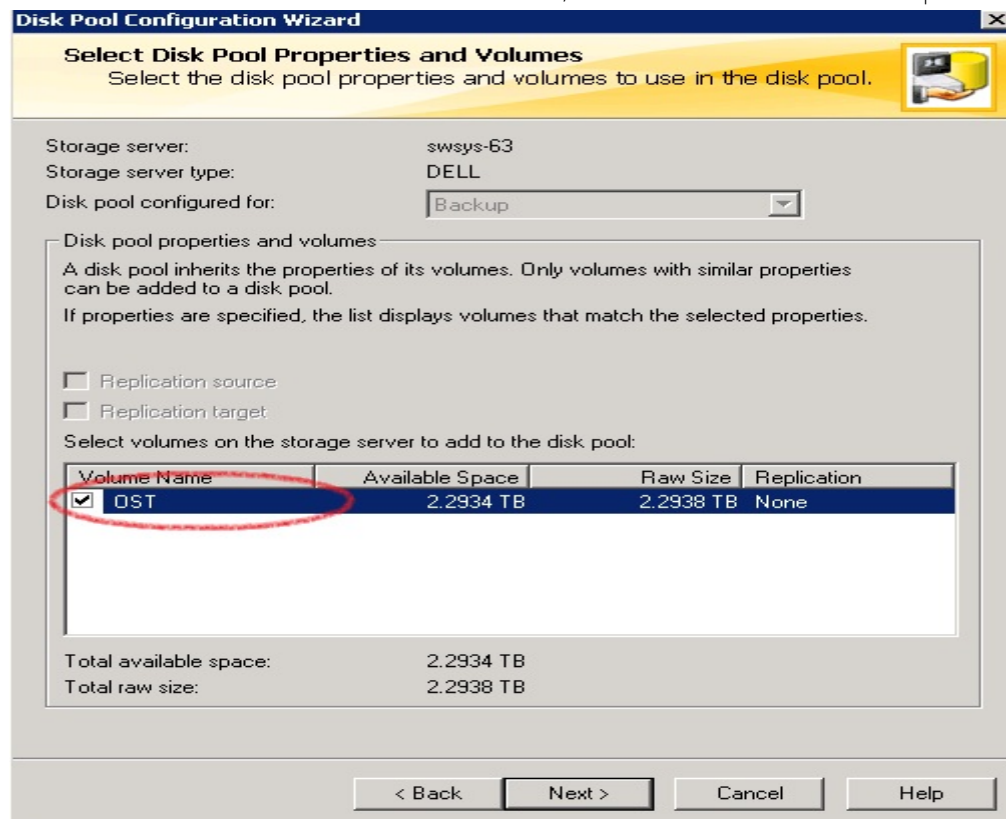 Disk Pool Configuration Wizard
Select Disk Pool Properties and Volumes
Select the disk pool properties and volumes to use in the disk pool.
Storage server: swsys-63
Storage server type: DELL
Disk pool configured for: Backup
Disk pool properties and volumes
A disk pool inherits the properties of its volumes. Only volumes with similar properties
can be added to a disk pool.
If properties are specified, the list displays volumes that match the selected properties.
Replication source
Replication target
Select volumes on the storage server to add to the disk pool:
Volume Name Available Space Raw Size Replication
OST 2.2934 TB 2.2938 TB None
Total available space: 2.2934 TB
Total raw size: 2.2938 TB
< Back Next > Cancel Help